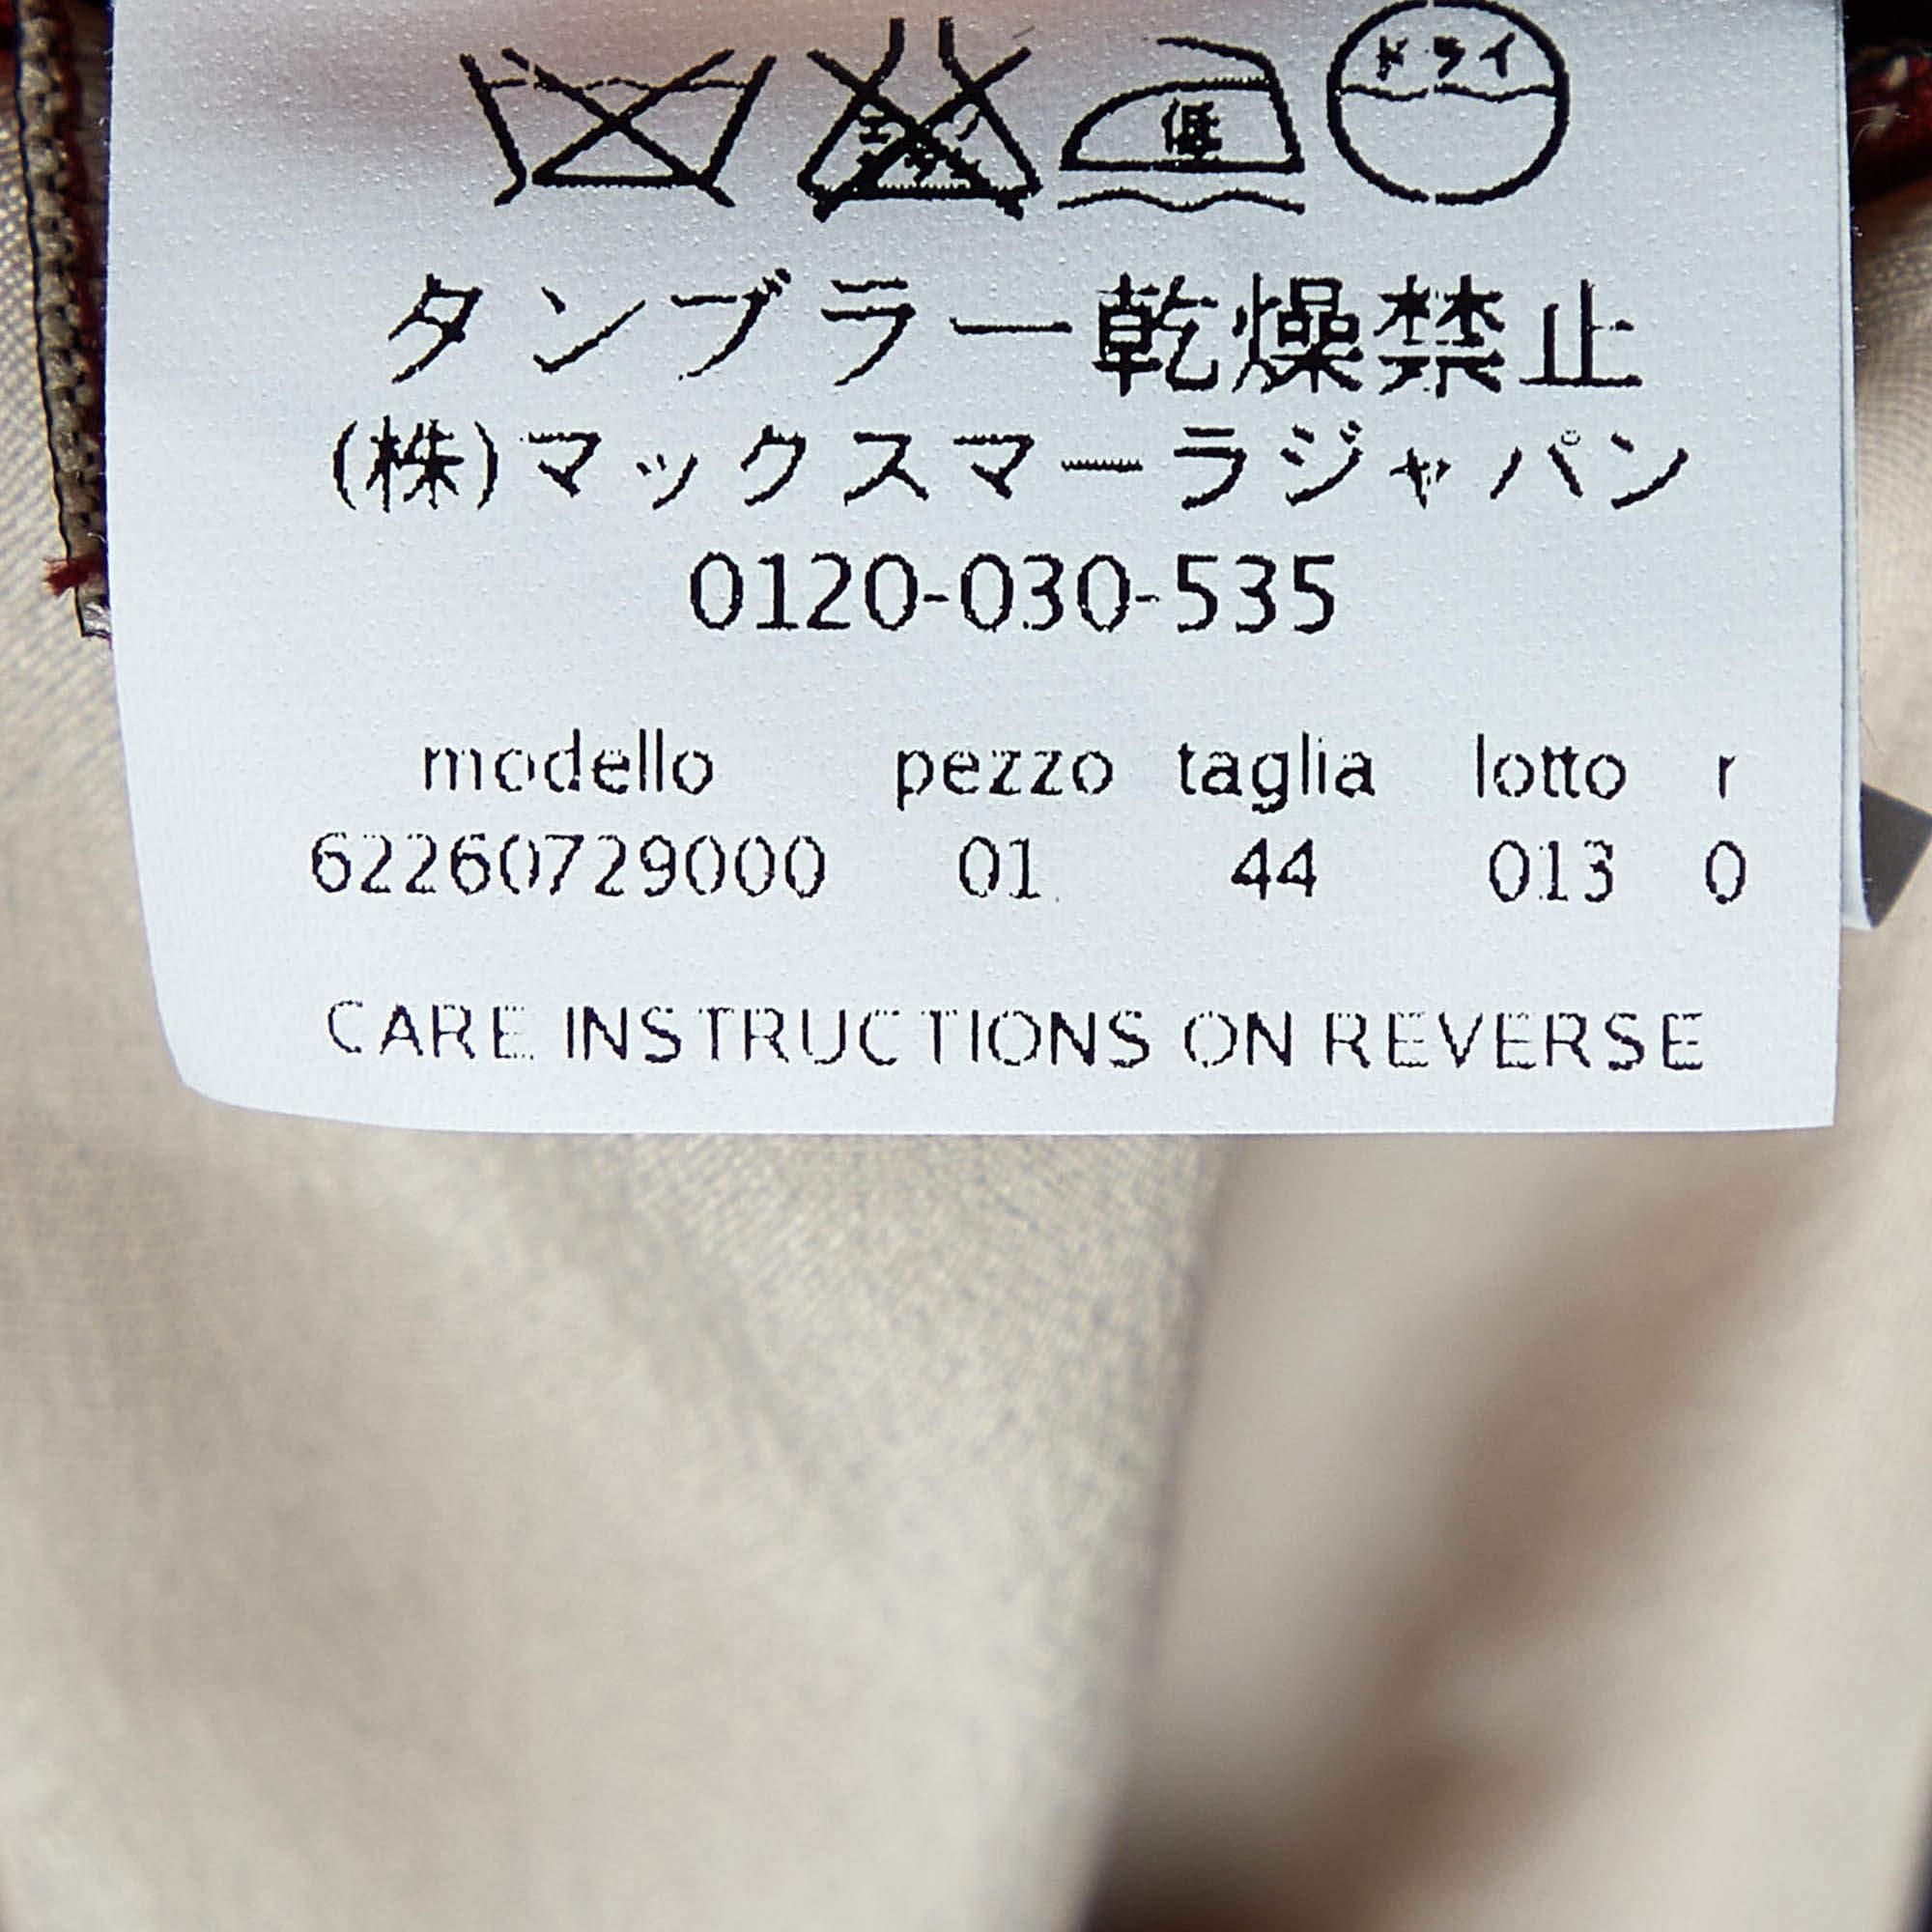 ドライ
低
タンブラー乾燥禁止
(株)マックスマーラジャパン
0120-030-535
modello pezzo taglia lotto r
62260729000 01 44 013 0
CARE INSTRUCTIONS ON REVERSE